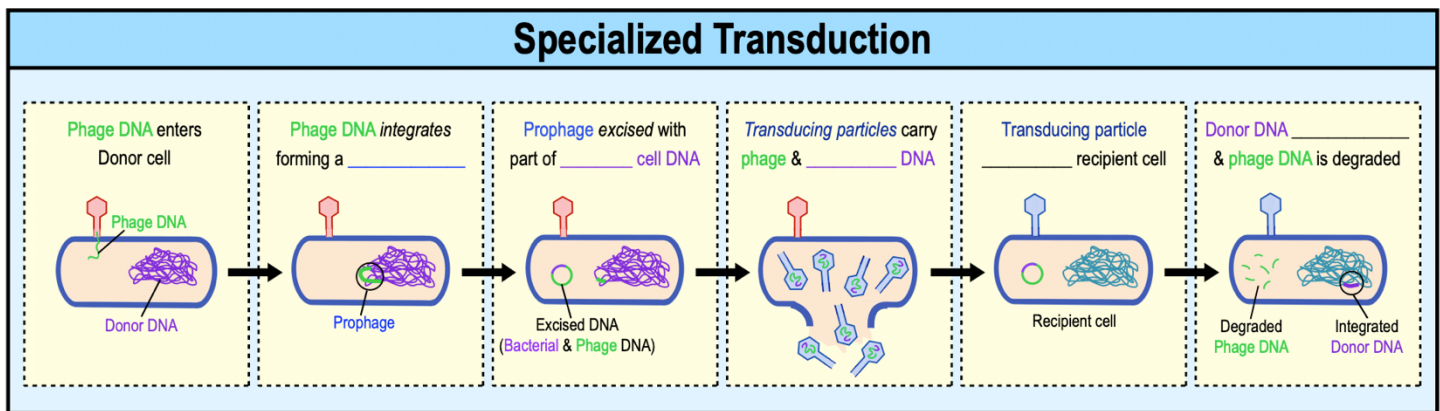 Specialized Transduction
Phage DNA enters
Donor cell
Phage DNA
Donor DNA
Phage DNA integrates
forming a ____________
Prophage
Prophage excised with
part of ________ cell DNA
Excised DNA
(Bacterial & Phage DNA)
Transducing particles carry
phage & __________ DNA
Transducing particle
__________ recipient cell
Recipient cell
Donor DNA ____________
& phage DNA is degraded
Degraded
Phage DNA
Integrated
Donor DNA